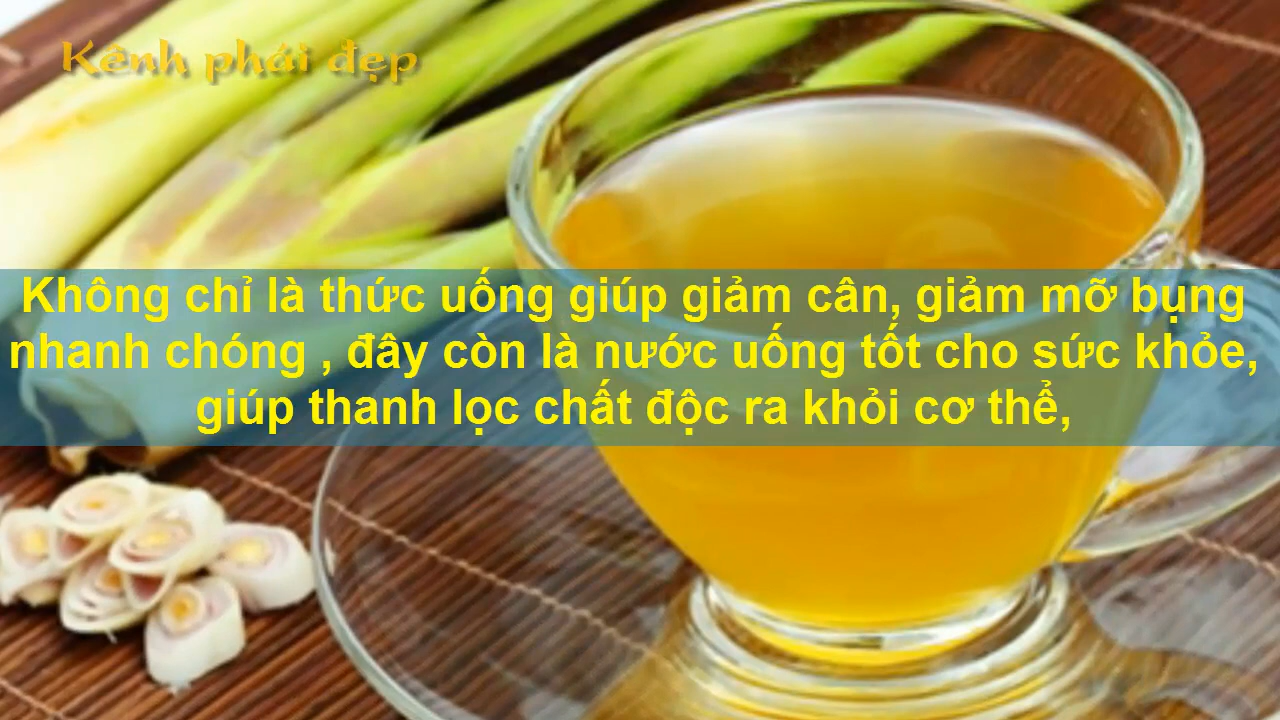 Kênh phái đẹp
Không chỉ là thức uống giúp giảm cân, giảm mỡ bụng
nhanh chóng , đây còn là nước uống tốt cho sức khỏe,
giúp thanh lọc chất độc ra khỏi cơ thể,